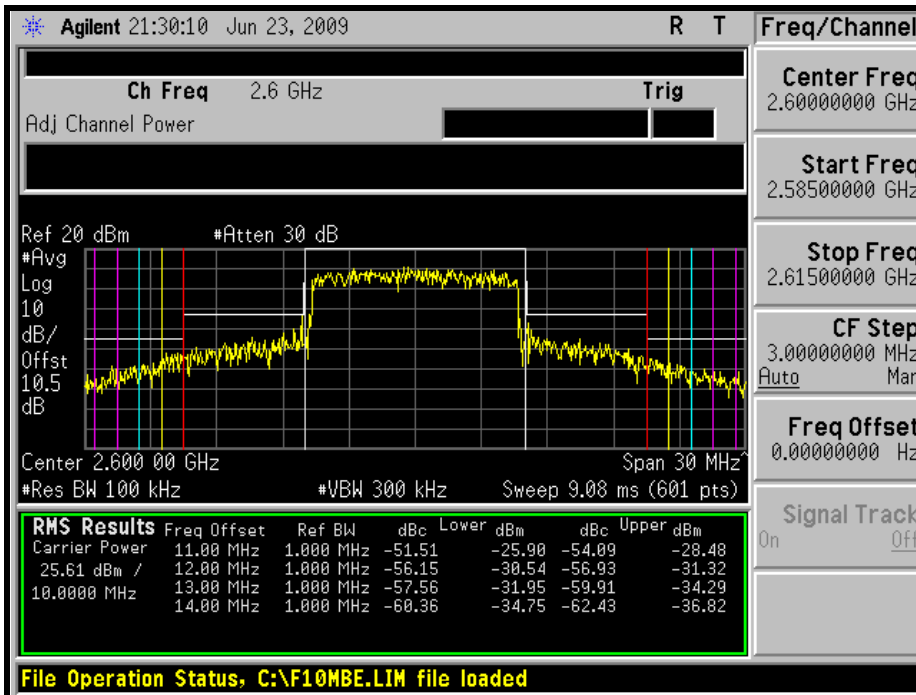 Agilent 21:30:10 Jun 23, 2009 R T
Ch Freq 2.6 GHz Trig
Adj Channel Power
Ref 20 dBm #Atten 30 dB
#Avg
Log
10
dB/
Offst
10.5
dB
Center 2.600 00 GHz Span 30 MHz^
#Res BW 100 kHz #VBW 300 kHz Sweep 9.08 ms (601 pts)
RMS Results Freq Offset Ref BW dBc Lower dBm dBc Upper dBm
Carrier Power 11.00 MHz 1.000 MHz -51.51 -25.90 -54.09 -28.48
25.61 dBm / 12.00 MHz 1.000 MHz -56.15 -30.54 -56.93 -31.32
10.0000 MHz 13.00 MHz 1.000 MHz -57.56 -31.95 -59.91 -34.29
14.00 MHz 1.000 MHz -60.36 -34.75 -62.43 -36.82
File Operation Status, C:\F10MBE.LIM file loaded
Freq/Channel
Center Freq
2.60000000 GHz
Start Freq
2.58500000 GHz
Stop Freq
2.61500000 GHz
CF Step
3.00000000 MHz
Auto Man
Freq Offset
0.00000000 Hz
Signal Track
On Off